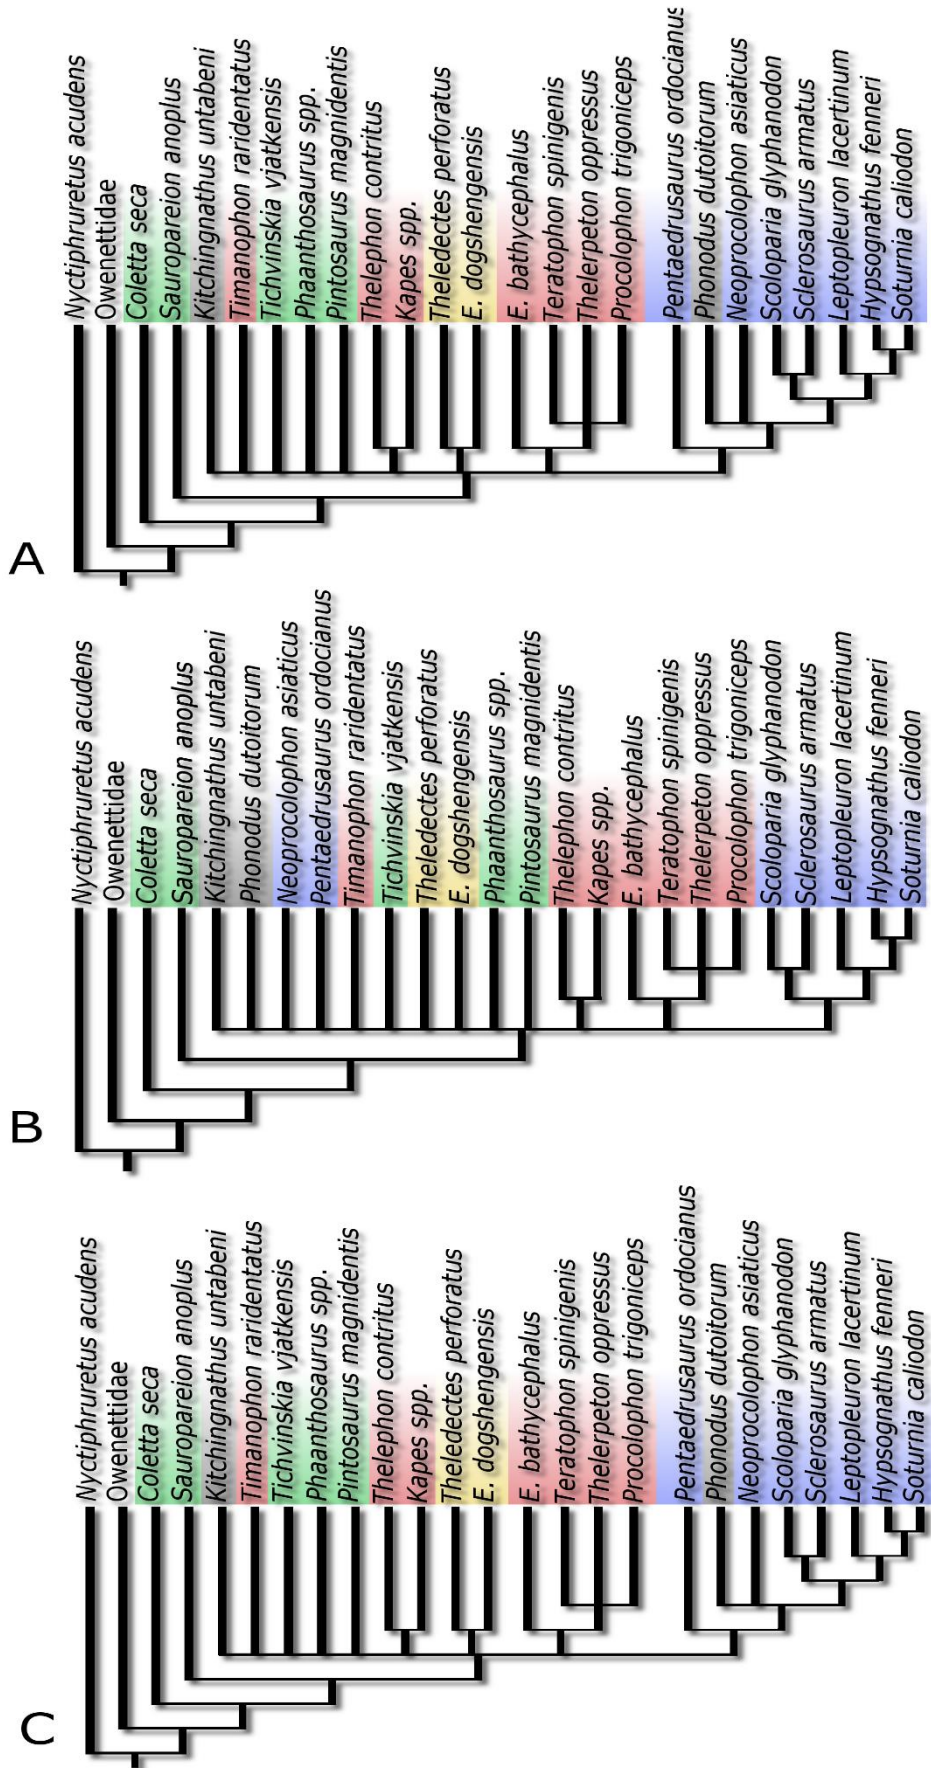 Nyctiphruretus acudens
Owenettidae
Coletta seca
Sauropareion anoplus
Kitchingnathus untabeni
Timanophon raridentatus
Tichvinskia vjatkensis
Phaanthosaurus spp.
Pintosaurus magnidentis
Thelephon contritus
Kapes spp.
Theledectes perforatus
E. dogshengensis
E. bathycephalus
Teratophon spinigenis
Thelerpeton oppressus
Procolophon trigoniceps
Pentaedrusaurus ordocianus
Phonodus dutoitorum
Neoprocolophon asiaticus
Scoloparia glyphanodon
Sclerosaurus armatus
Leptopleuron lacertinum
Hypsognathus fenneri
Soturnia caliodon
A
Nyctiphruretus acudens
Owenettidae
Coletta seca
Sauropareion anoplus
Kitchingnathus untabeni
Phonodus dutoitorum
Neoprocolophon asiaticus
Pentaedrusaurus ordocianus
Timanophon raridentatus
Tichvinskia vjatkensis
Theledectes perforatus
E. dogshengensis
Phaanthosaurus spp.
Pintosaurus magnidentis
Thelephon contritus
Kapes spp.
E. bathycephalus
Teratophon spinigenis
Thelerpeton oppressus
Procolophon trigoniceps
Scoloparia glyphanodon
Sclerosaurus armatus
Leptopleuron lacertinum
Hypsognathus fenneri
Soturnia caliodon
B
Nyctiphruretus acudens
Owenettidae
Coletta seca
Sauropareion anoplus
Kitchingnathus untabeni
Timanophon raridentatus
Tichvinskia vjatkensis
Phaanthosaurus spp.
Pintosaurus magnidentis
Thelephon contritus
Kapes spp.
Theledectes perforatus
E. dogshengensis
E. bathycephalus
Teratophon spinigenis
Thelerpeton oppressus
Procolophon trigoniceps
Pentaedrusaurus ordocianus
Phonodus dutoitorum
Neoprocolophon asiaticus
Scoloparia glyphanodon
Sclerosaurus armatus
Leptopleuron lacertinum
Hypsognathus fenneri
Soturnia caliodon
C